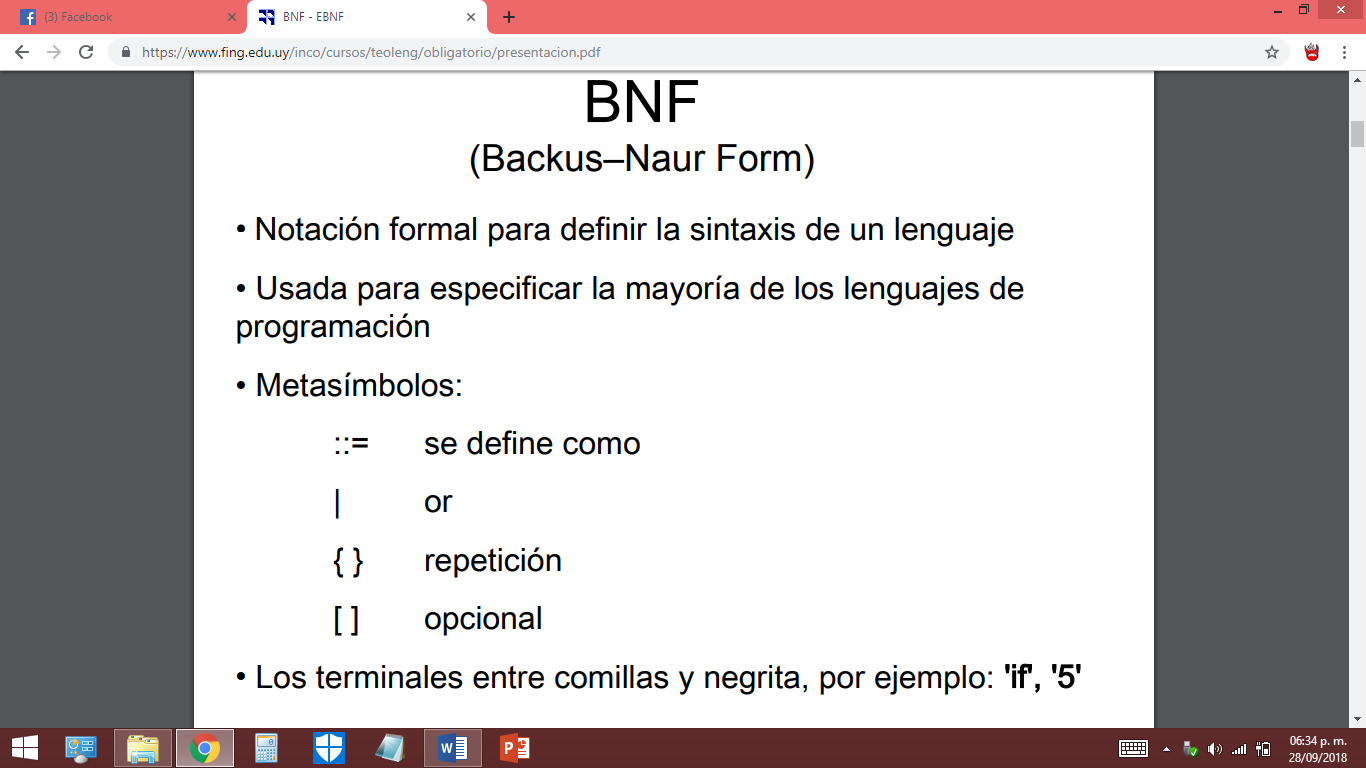 (3) Facebook
BNF - EBNF
https://www.fing.edu.uy/inco/cursos/teoleng/obligatorio/presentacion.pdf
BNF
(Backus–Naur Form)
• Notación formal para definir la sintaxis de un lenguaje
• Usada para especificar la mayoría de los lenguajes de
programación
• Metasímbolos:
::= se define como
| or
{ } repetición
[ ] opcional
• Los terminales entre comillas y negrita, por ejemplo: 'if', '5'
06:34 p. m.
28/09/2018